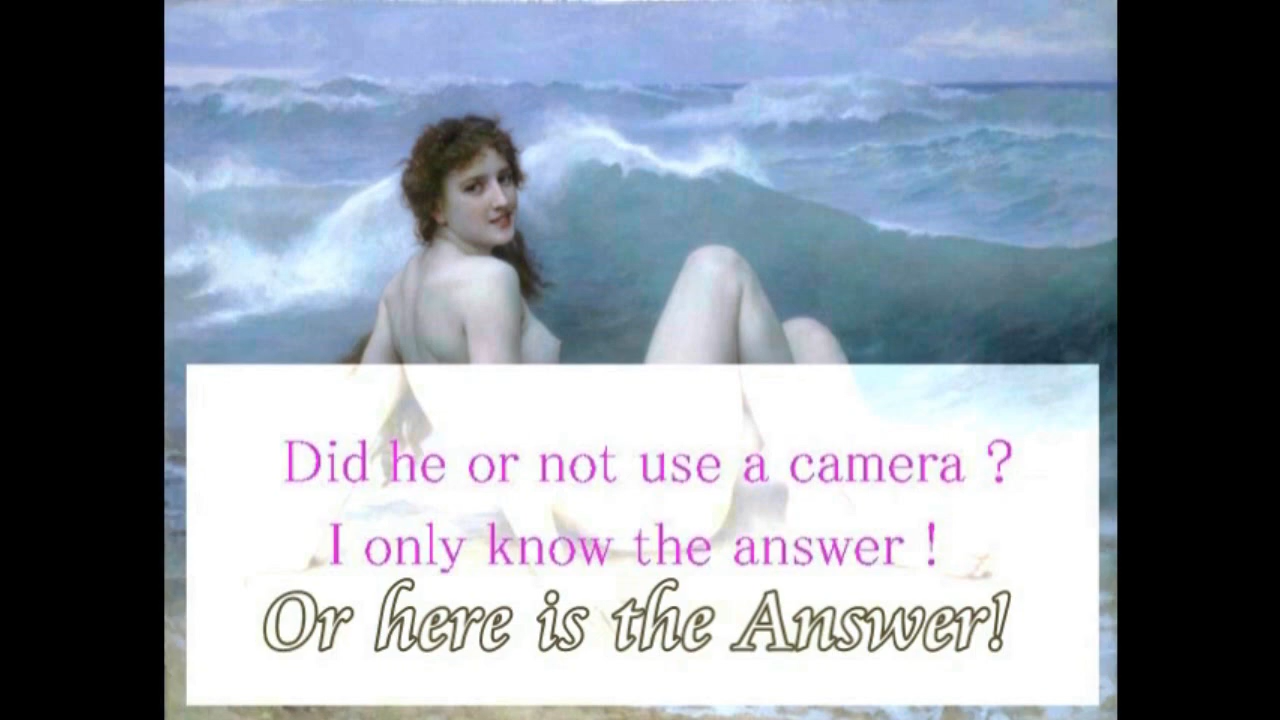 Did he or not use a camera ?
I only know the answer !
Or here is the Answer!